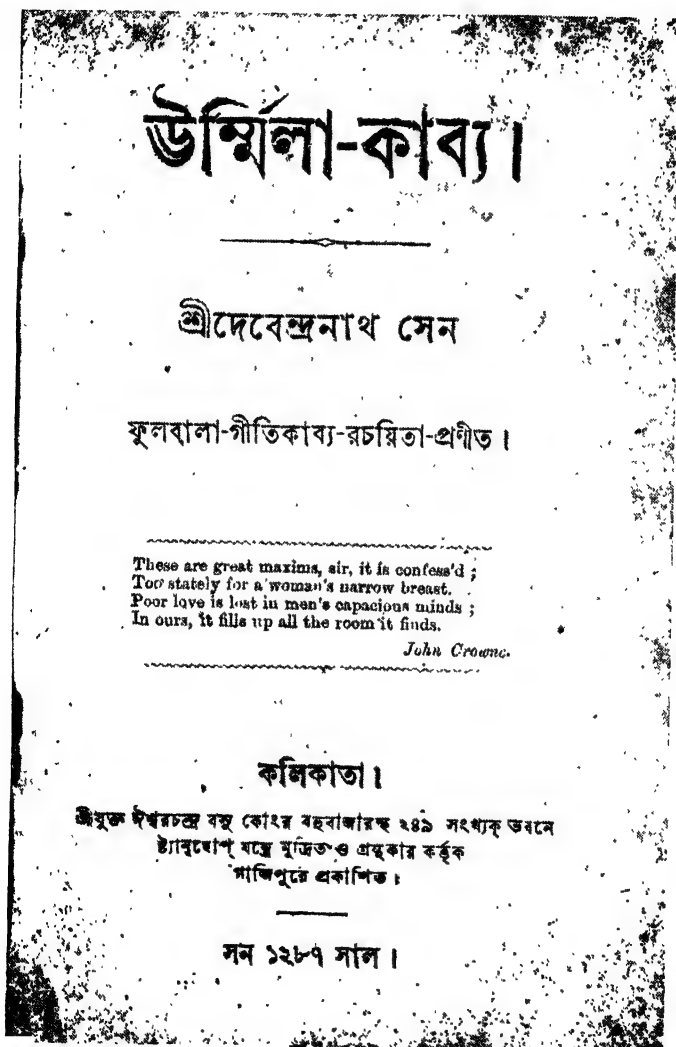 ঊর্ম্মিলা-কাব্য।
শ্রীদেবেন্দ্রনাথ সেন
ফুলবালা-গীতিকাব্য-রচয়িতা-প্রণীত।
These are great maxims, sir, it is confess'd ;
Too stately for a woman's narrow breast.
Poor love is lost in men's capacious minds ;
In ours, it fills up all the room it finds.
John Crowne.
কলিকাতা।
শ্রীযুক্ত ঈশ্বরচন্দ্র বসু কোংর বহুবাজারস্থ ২৪৯ সংখ্যক্ ভবনে
ষ্ট্যান্‌হোপ্ যন্ত্রে মুদ্রিত ও গ্রন্থকার কর্ত্তৃক
গাজিপুরে প্রকাশিত।
সন ১২৮৭ সাল।